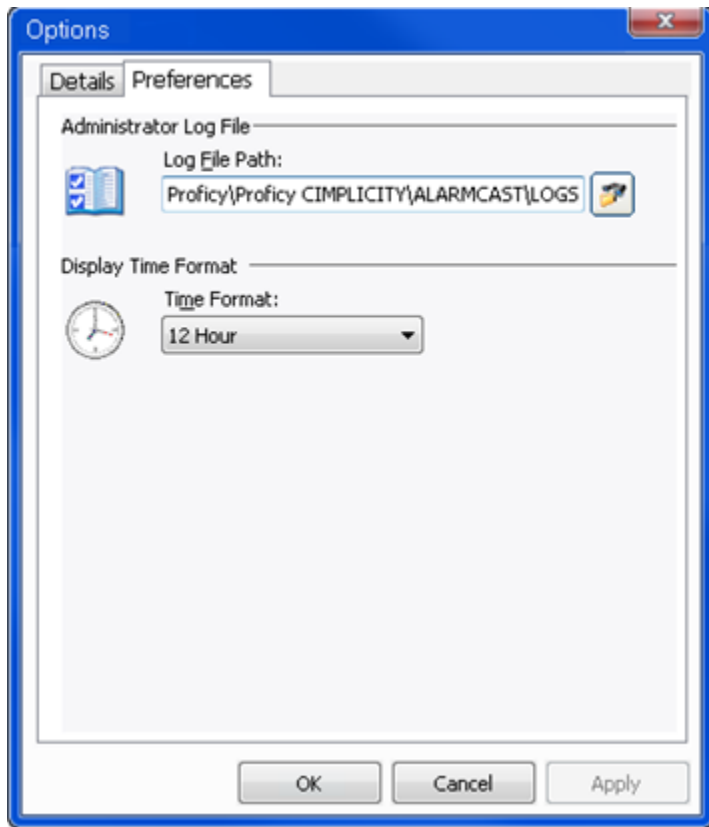 Options
Details Preferences
Administrator Log File
Log File Path:
Proficy\Proficy CIMPLICITY\ALARMCAST\LOGS
Display Time Format
Time Format:
12 Hour
OK Cancel Apply